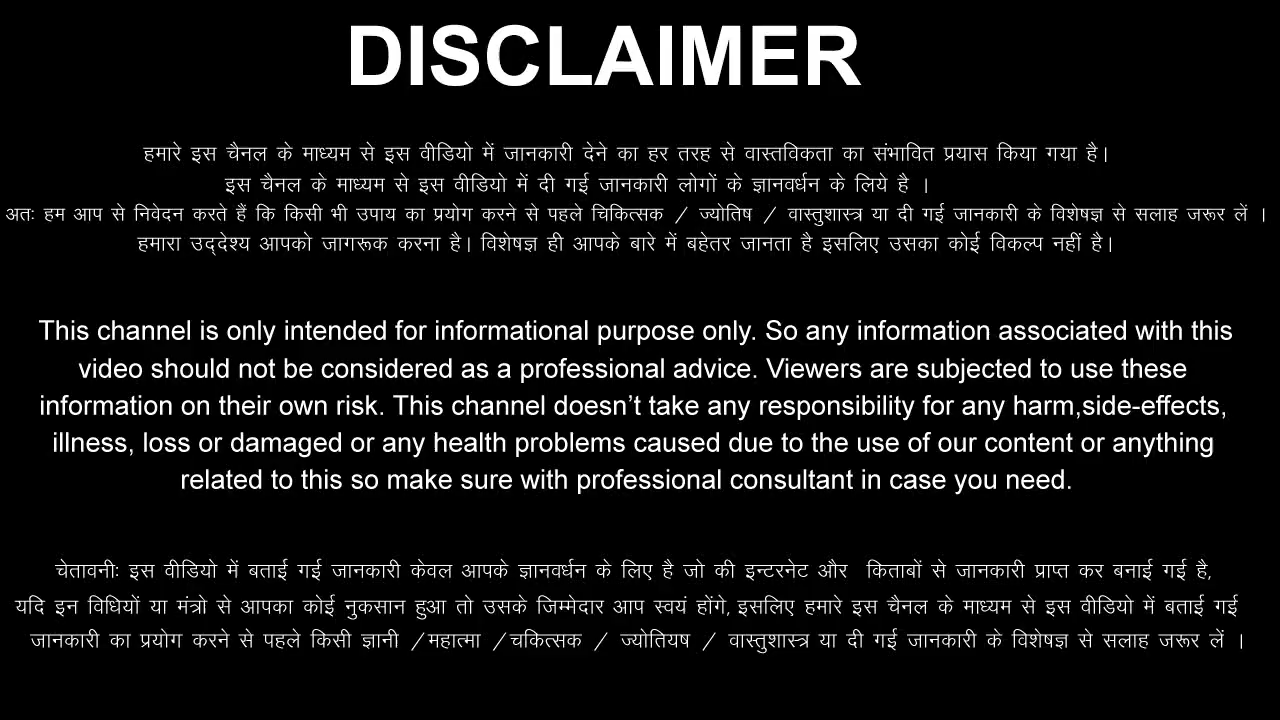 DISCLAIMER
हमारे इस चैनल के माध्यम से इस वीडियो में जानकारी देने का हर तरह से वास्तविकता का संभावित प्रयास किया गया है।
इस चैनल के माध्यम से इस वीडियो में दी गई जानकारी लोगों के ज्ञानवर्धन के लिये है ।
अतः हम आप से निवेदन करते हैं कि किसी भी उपाय का प्रयोग करने से पहले चिकित्सक / ज्योतिष / वास्तुशास्त्र या दी गई जानकारी के विशेषज्ञ से सलाह जरूर लें ।
हमारा उद्देश्य आपको जागरूक करना है। विशेषज्ञ ही आपके बारे में बहेतर जानता है इसलिए उसका कोई विकल्प नहीं है।
This channel is only intended for informational purpose only. So any information associated with this
video should not be considered as a professional advice. Viewers are subjected to use these
information on their own risk. This channel doesn’t take any responsibility for any harm,side-effects,
illness, loss or damaged or any health problems caused due to the use of our content or anything
related to this so make sure with professional consultant in case you need.
चेतावनीः इस वीडियो में बताई गई जानकारी केवल आपके ज्ञानवर्धन के लिए है जो की इन्टरनेट और किताबों से जानकारी प्राप्त कर बनाई गई है,
यदि इन विधियों या मंत्रो से आपका कोई नुकसान हुआ तो उसके जिम्मेदार आप स्वयं होंगे, इसलिए हमारे इस चैनल के माध्यम से इस वीडियो में बताई गई
जानकारी का प्रयोग करने से पहले किसी ज्ञानी /महात्मा /चकित्सक / ज्योतियष / वास्तुशास्त्र या दी गई जानकारी के विशेषज्ञ से सलाह जरूर लें ।